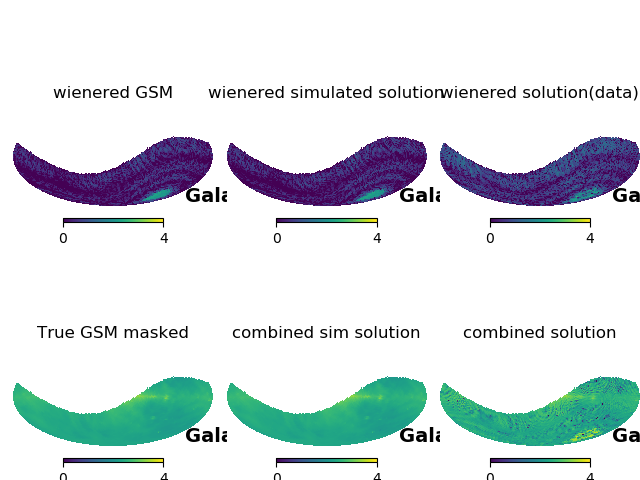 wienered GSM
wienered simulated solution
wienered solution(data)
Gala
Gala
Ga
0 4
0 4
0 4
True GSM masked
combined sim solution
combined solution
Gala
Gala
Ga
0 4
0 4
0 4